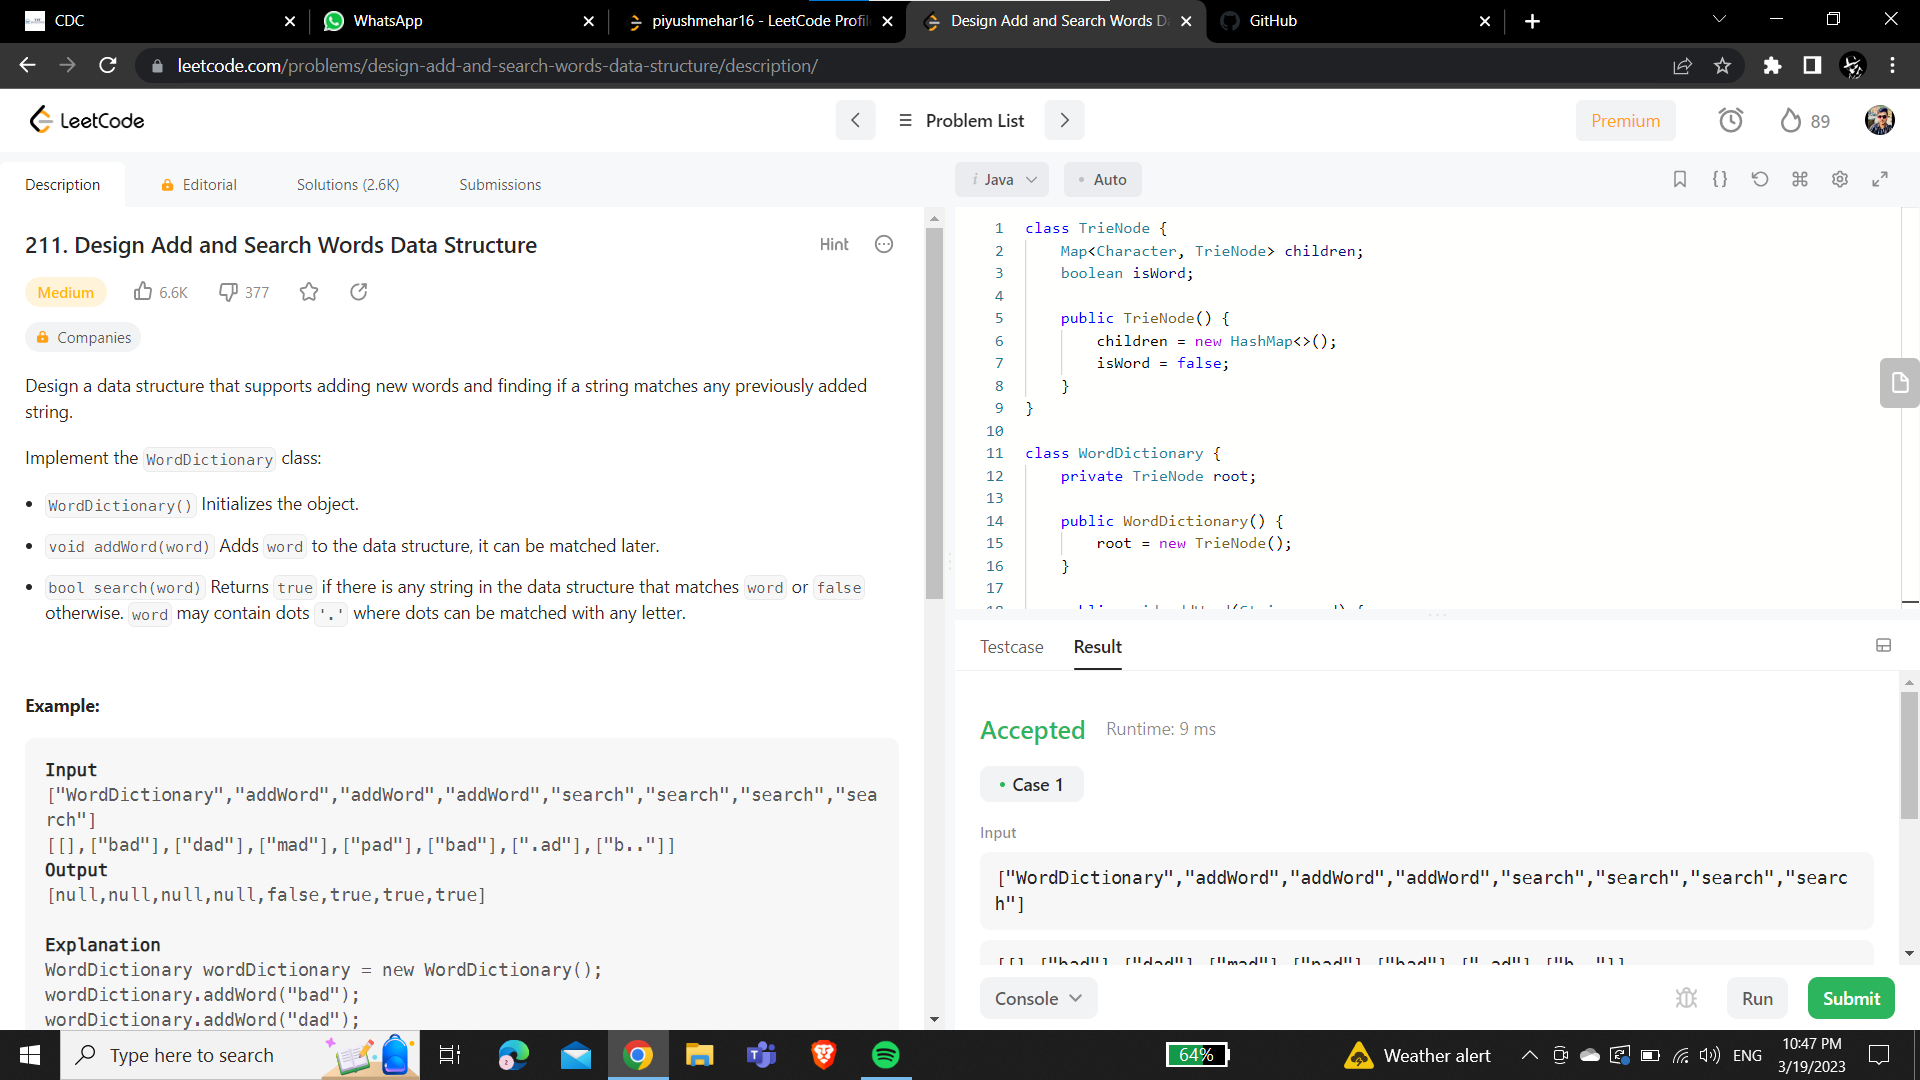 CDC
WhatsApp
piyushmehar16 - LeetCode Profil
Design Add and Search Words D
GitHub
leetcode.com/problems/design-add-and-search-words-data-structure/description/
LeetCode
Problem List
Premium
89
Description
Editorial
Solutions (2.6K)
Submissions
i Java
• Auto
211. Design Add and Search Words Data Structure
Hint
Medium
6.6K
377
Companies
Design a data structure that supports adding new words and finding if a string matches any previously added
string.
Implement the WordDictionary class:
• WordDictionary() Initializes the object.
• void addWord(word) Adds word to the data structure, it can be matched later.
• bool search(word) Returns true if there is any string in the data structure that matches word or false
otherwise. word may contain dots '.' where dots can be matched with any letter.
Example:
Input
["WordDictionary","addWord","addWord","addWord","search","search","search","sea
rch"]
[[],["bad"],["dad"],["mad"],["pad"],["bad"],[".ad"],["b.."]]
Output
[null,null,null,null,false,true,true,true]
Explanation
WordDictionary wordDictionary = new WordDictionary();
wordDictionary.addWord("bad");
wordDictionary.addWord("dad");
1 class TrieNode {
2 Map<Character, TrieNode> children;
3 boolean isWord;
4
5 public TrieNode() {
6 children = new HashMap<>();
7 isWord = false;
8 }
9 }
10
11 class WordDictionary {
12 private TrieNode root;
13
14 public WordDictionary() {
15 root = new TrieNode();
16 }
17
Testcase
Result
Accepted
Runtime: 9 ms
• Case 1
Input
["WordDictionary","addWord","addWord","addWord","search","search","search","searc
h"]
[[],["bad"],["dad"],["mad"],["pad"],["bad"],[".ad"],["b.."]]
Console
Run
Submit
Type here to search
64%
Weather alert
ENG
10:47 PM
3/19/2023